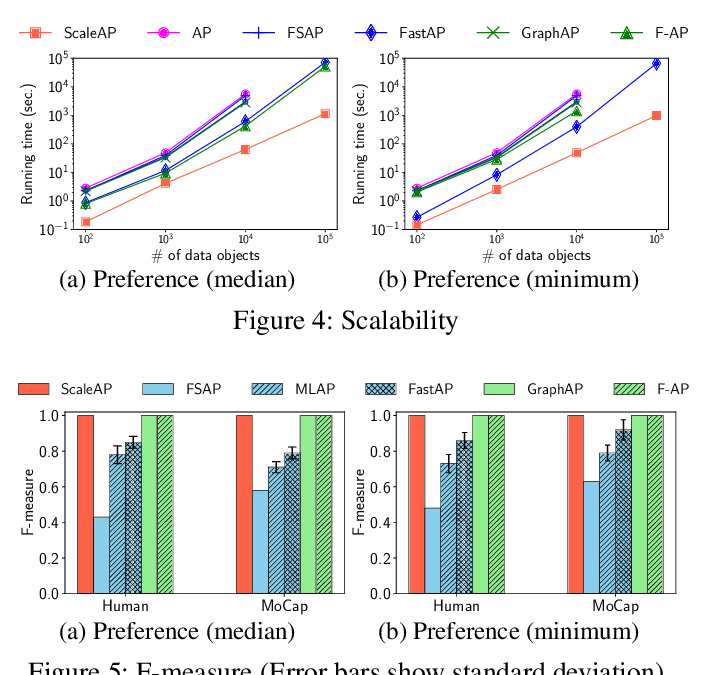 ScaleAP AP FSAP FastAP GraphAP F-AP
10^5 10^5
10^4 10^4
10^3 10^3
10^2 10^2
10^1 10^1
10^0 10^0
10^-1 10^-1
Running time (sec.) Running time (sec.)
10^2 10^3 10^4 10^5 10^2 10^3 10^4 10^5
# of data objects # of data objects
(a) Preference (median) (b) Preference (minimum)
Figure 4: Scalability
ScaleAP FSAP MLAP FastAP GraphAP F-AP
1.0 1.0
0.8 0.8
0.6 0.6
0.4 0.4
0.2 0.2
0.0 0.0
F-measure F-measure
Human MoCap Human MoCap
(a) Preference (median) (b) Preference (minimum)
Figure 5: F-measure (Error bars show standard deviation)